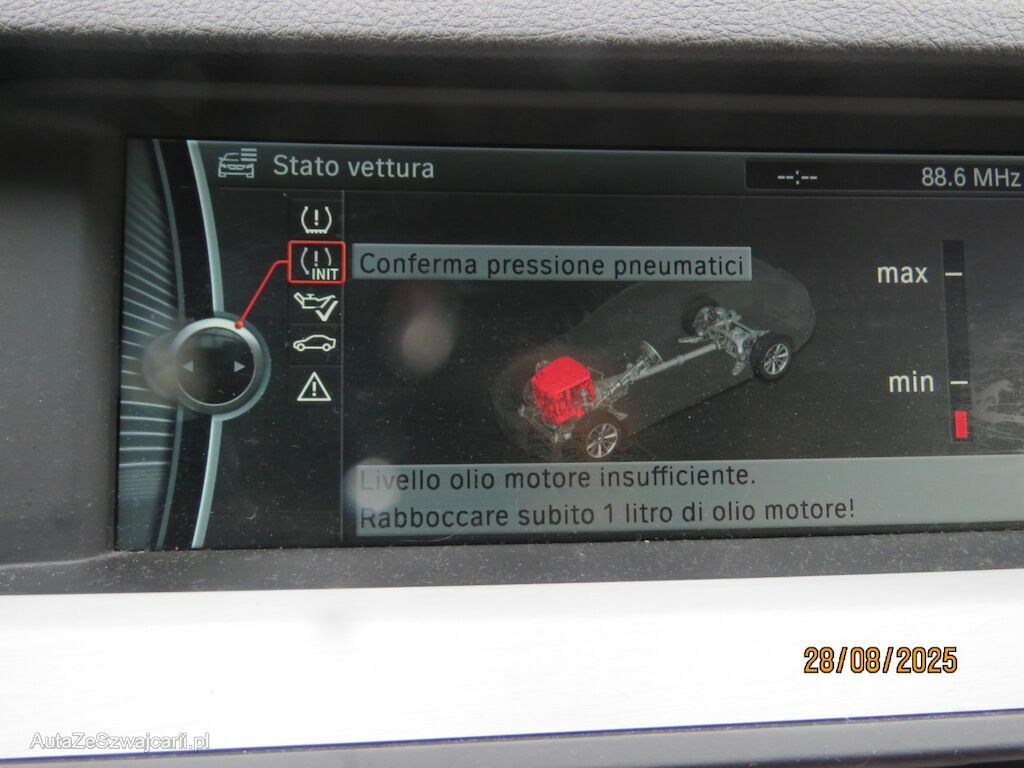 Stato vettura
--:--
88.6 MHz
INIT
Conferma pressione pneumatici
max
min
Livello olio motore insufficiente.
Rabboccare subito 1 litro di olio motore!
28/08/2025
AutaZeSzwajcarii.pl